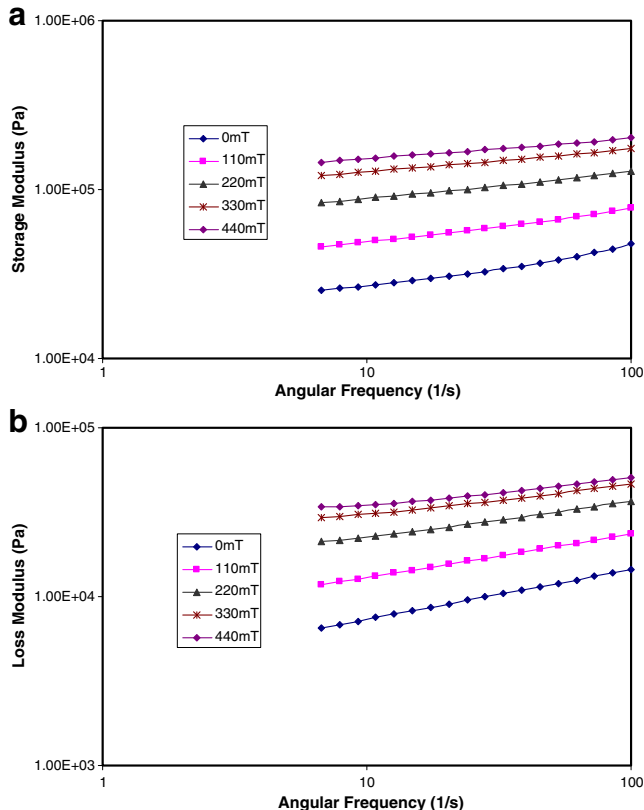 a
1.00E+06
Storage Modulus (Pa)
0mT
110mT
220mT
330mT
440mT
1.00E+05
1.00E+04
1
10
100
Angular Frequency (1/s)
b
1.00E+05
Loss Modulus (Pa)
0mT
110mT
220mT
330mT
440mT
1.00E+04
1.00E+03
1
10
100
Angular Frequency (1/s)